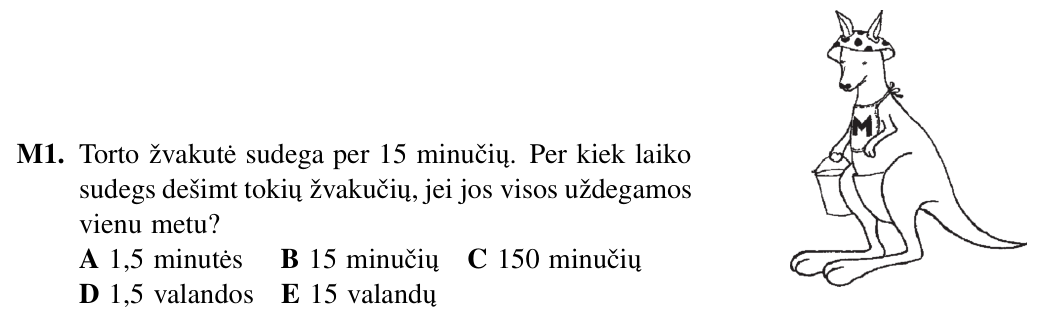 M
M1. Torto žvakutė sudega per 15 minučių. Per kiek laiko
sudegs dešimt tokių žvakučių, jei jos visos uždegamos
vienu metu?
A 1,5 minutės B 15 minučių C 150 minučių
D 1,5 valandos E 15 valandų